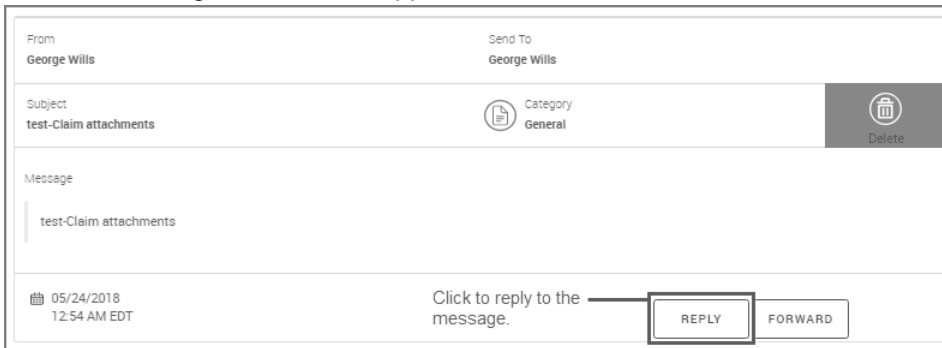 From
George Wills
Send To
George Wills
Subject
test-Claim attachments
Category
General
Delete
Message
test-Claim attachments
05/24/2018
12:54 AM EDT
Click to reply to the
message.
REPLY
FORWARD